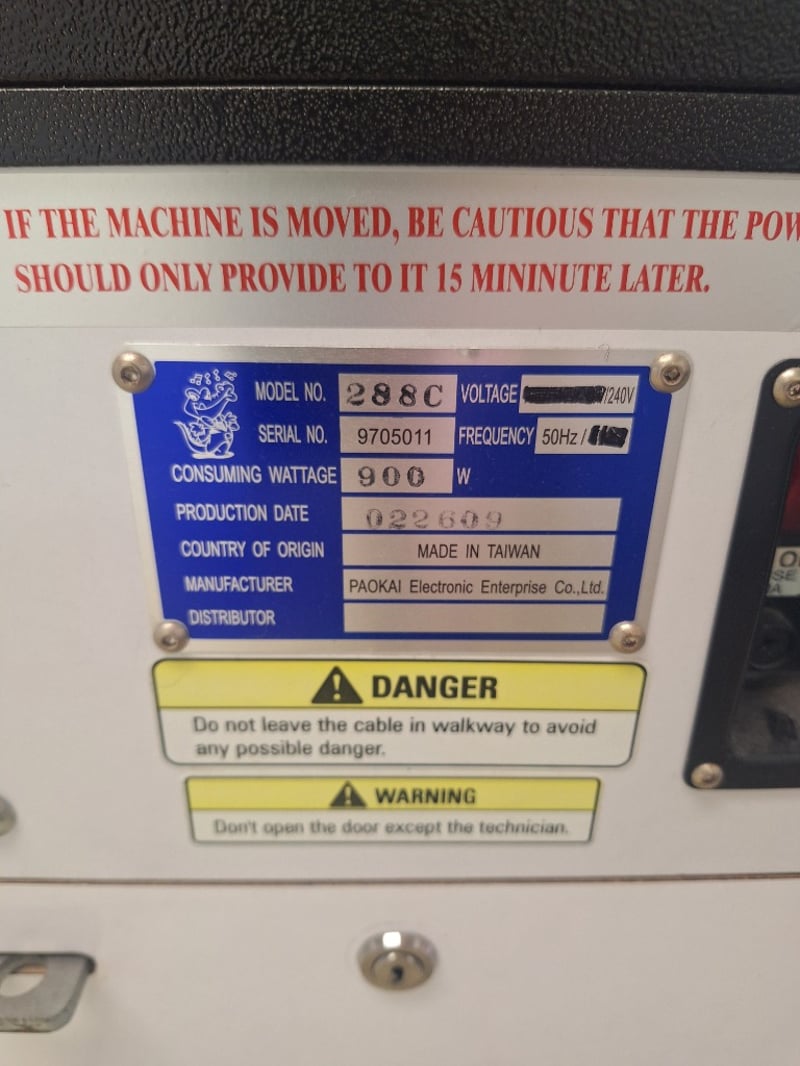 IF THE MACHINE IS MOVED, BE CAUTIOUS THAT THE POW
SHOULD ONLY PROVIDE TO IT 15 MININUTE LATER.
MODEL NO. 288C VOLTAGE /240V
SERIAL NO. 9705011 FREQUENCY 50Hz /
CONSUMING WATTAGE 900 W
PRODUCTION DATE 022609
COUNTRY OF ORIGIN MADE IN TAIWAN
MANUFACTURER PAOKAI Electronic Enterprise Co.,Ltd.
DISTRIBUTOR
DANGER
Do not leave the cable in walkway to avoid
any possible danger.
WARNING
Don't open the door except the technician.